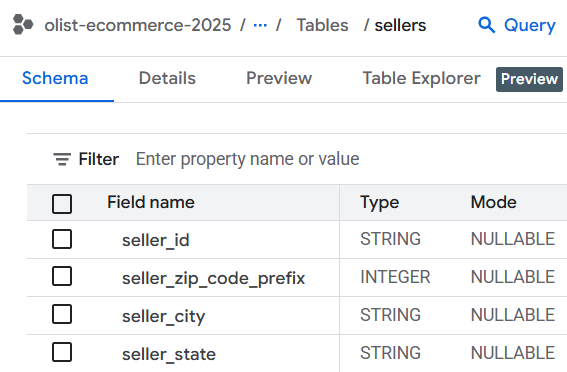 olist-ecommerce-2025 / ... / Tables / sellers Query
Schema Details Preview Table Explorer Preview
Filter Enter property name or value
Field name Type Mode
seller_id STRING NULLABLE
seller_zip_code_prefix INTEGER NULLABLE
seller_city STRING NULLABLE
seller_state STRING NULLABLE